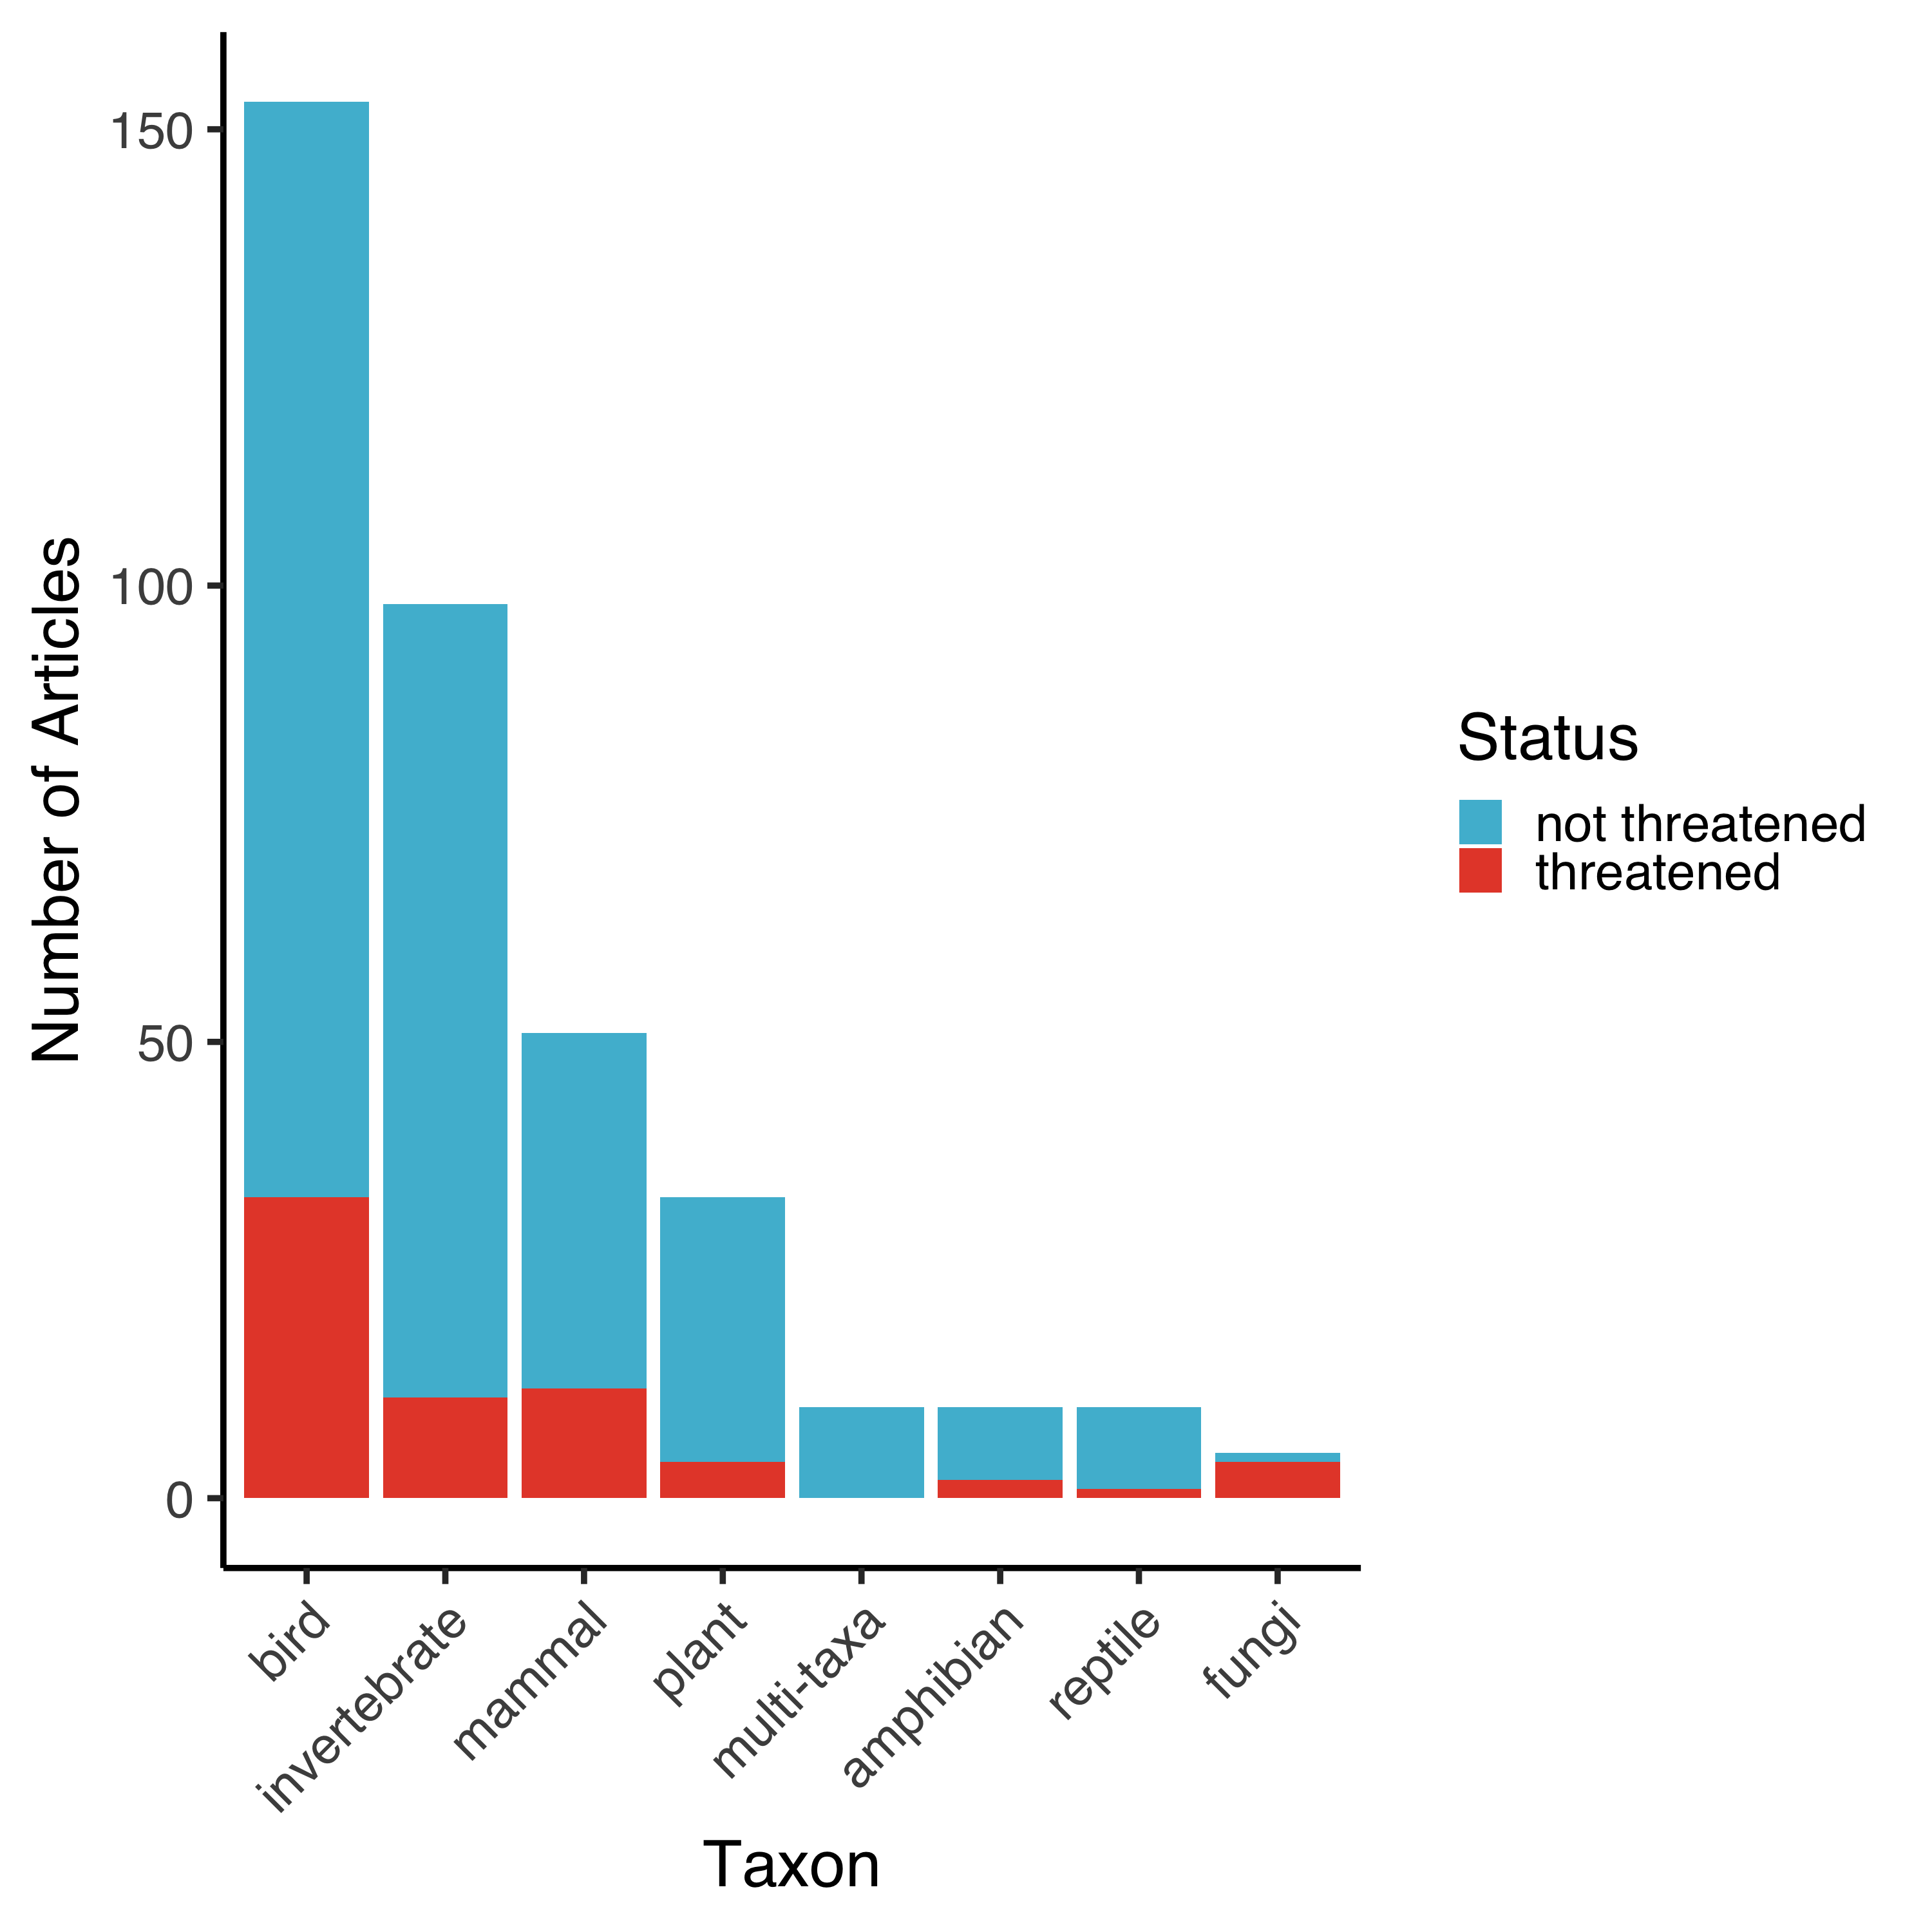 Number of Articles
150
100
50
0
bird
invertebrate
mammal
plant
multi-taxa
amphibian
reptile
fungi
Taxon
Status
not threatened
threatened